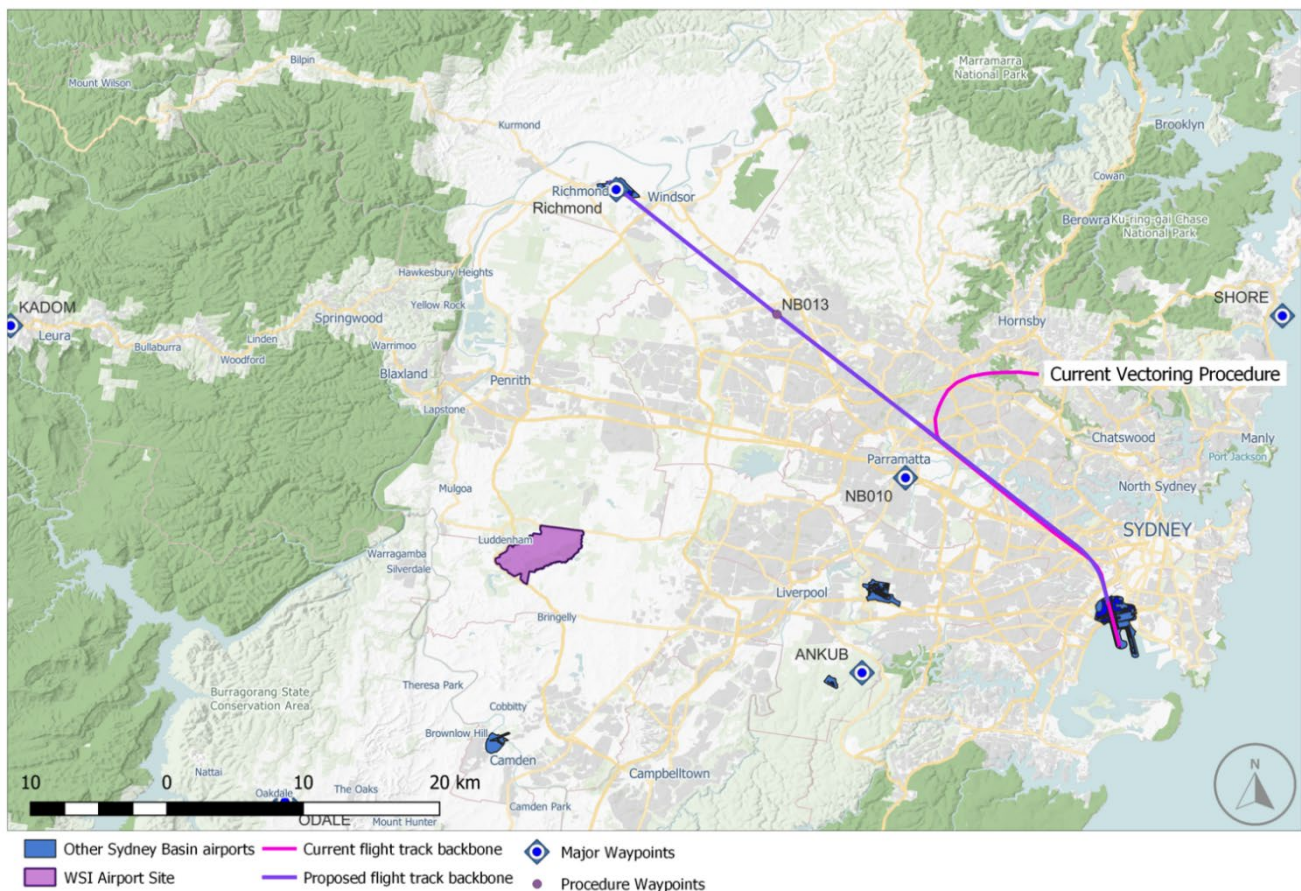 Bilpin
Mount Wilson
Marramarra
National Park
Kurmond
Brooklyn
Cowan
Richmond
Windsor
Richmond
Berowra
Ku-ring-gai Chase
National Park
Hawkesbury Heights
KADOM
Yellow Rock
NB013
SHORE
Springwood
Hornsby
Leura
Linden
Bullaburra
Warrimoo
Woodford
Blaxland
Penrith
Current Vectoring Procedure
Lapstone
Chatswood
Manly
Parramatta
Port Jackson
Mulgoa
NB010
North Sydney
SYDNEY
Luddenham
Warragamba
Silverdale
Liverpool
Bringelly
ANKUB
Theresa Park
Burragorang State
Conservation Area
Cobbitty
Brownlow Hill
Camden
Nattai
Campbelltown
10 0 10 20 km
Oakdale
The Oaks
Camden Park
ODALE
Mount Hunter
N
Other Sydney Basin airports
Current flight track backbone
Major Waypoints
WSI Airport Site
Proposed flight track backbone
Procedure Waypoints